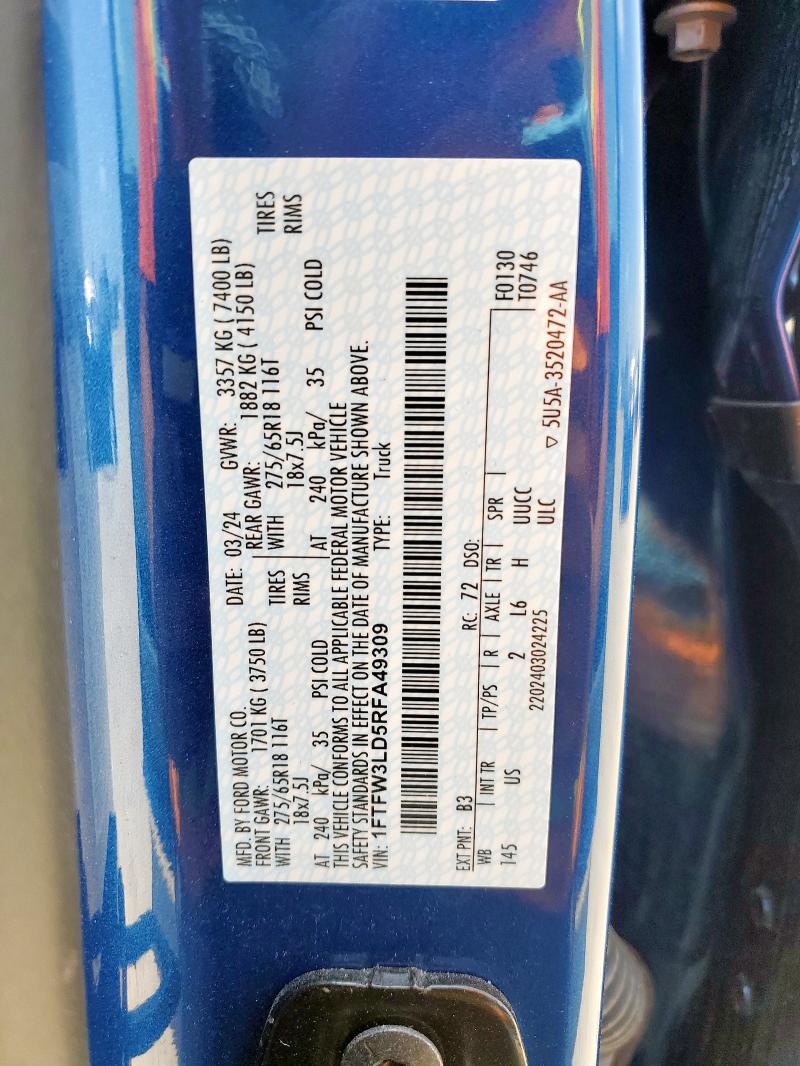 MFD. BY FORD MOTOR CO. DATE: 03/24 GVWR: 3357 KG ( 7400 LB)
FRONT GAWR: 1701 KG ( 3750 LB) REAR GAWR: 1882 KG ( 4150 LB)
WITH 275/65R18 116T TIRES WITH 275/65R18 116T TIRES
18x7.5J RIMS 18x7.5J RIMS
AT 240 kPa/ 35 PSI COLD AT 240 kPa/ 35 PSI COLD
THIS VEHICLE CONFORMS TO ALL APPLICABLE FEDERAL MOTOR VEHICLE
SAFETY STANDARDS IN EFFECT ON THE DATE OF MANUFACTURE SHOWN ABOVE.
VIN: 1FTFW3LD5RFA49309 TYPE: Truck
EXT PNT: B3 RC: 72 DSO:
WB INT TR TP/PS R AXLE TR SPR F0130
145 US 2 L6 H UUCC T0746
2202403024225 ULC
▽ 5U5A-3520472-AA